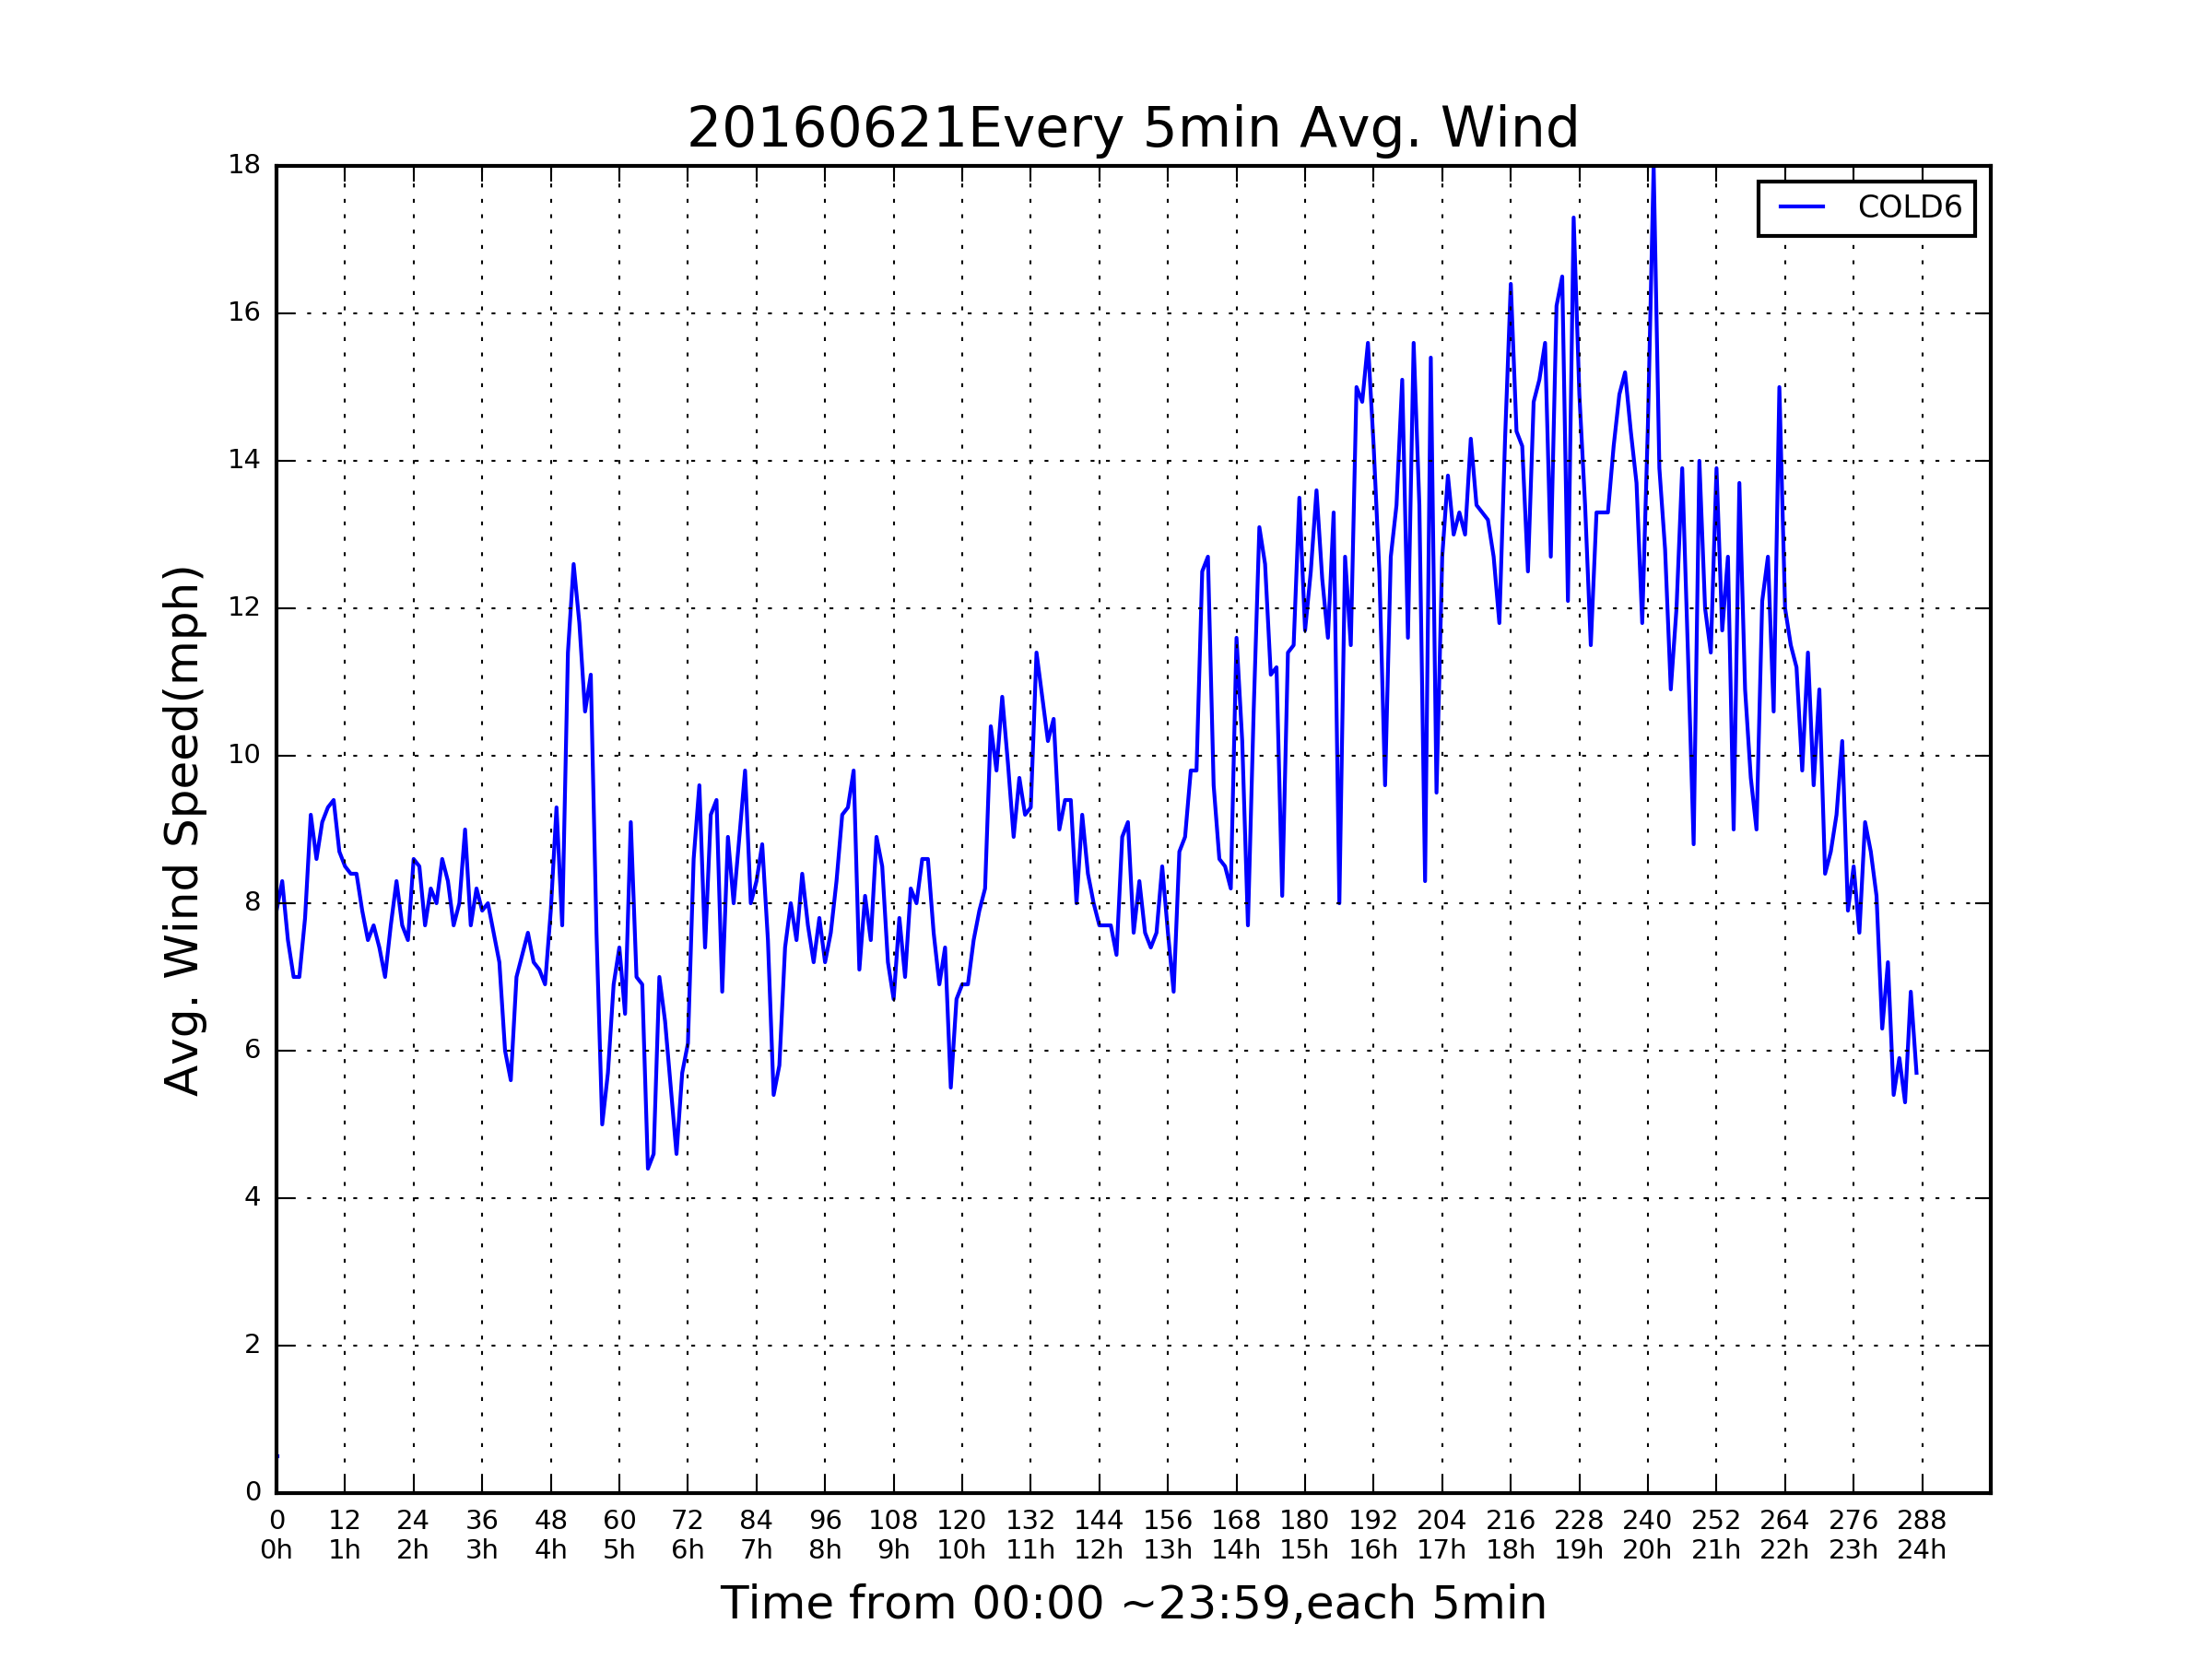 20160621Every 5min Avg. Wind
COLD6
Avg. Wind Speed(mph)
18
16
14
12
10
8
6
4
2
0
0 12 24 36 48 60 72 84 96 108 120 132 144 156 168 180 192 204 216 228 240 252 264 276 288
0h 1h 2h 3h 4h 5h 6h 7h 8h 9h 10h 11h 12h 13h 14h 15h 16h 17h 18h 19h 20h 21h 22h 23h 24h
Time from 00:00 ~23:59,each 5min